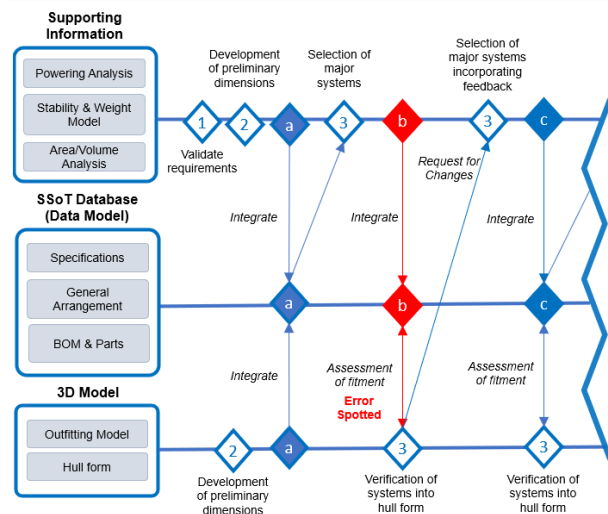 Supporting
Information
Powering Analysis
Stability & Weight
Model
Area/Volume
Analysis
Development
of preliminary
dimensions
Selection of
major
systems
Selection of
major systems
incorporating
feedback
1
2
a
3
b
3
c
Validate
requirements
Request for
Changes
Integrate
Integrate
Integrate
SSoT Database
(Data Model)
Specifications
General
Arrangement
BOM & Parts
a
b
c
Integrate
Assessment
of fitment
Error
Spotted
Assessment
of fitment
3D Model
Outfitting Model
Hull form
2
a
3
3
Development
of preliminary
dimensions
Verification of
systems into
hull form
Verification of
systems into
hull form